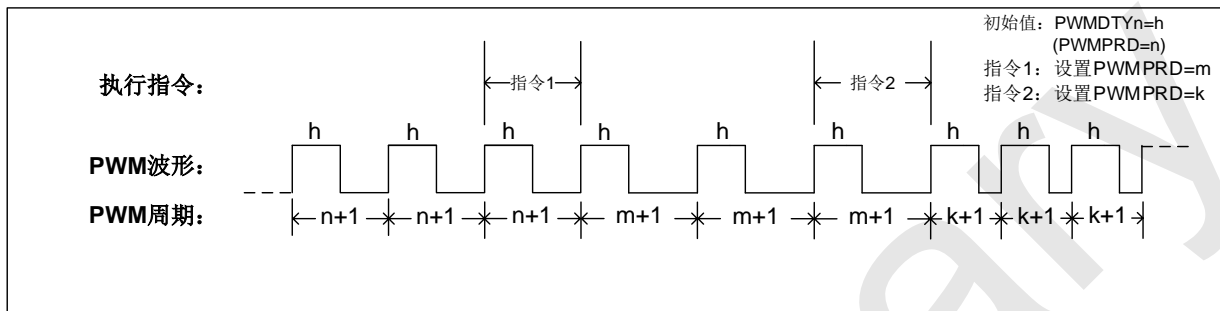 初始值：PWMDTYn=h
(PWMPRD=n)
指令1：设置PWMPRD=m
指令2：设置PWMPRD=k
执行指令：
指令1
指令2
h h h h h h h h h
PWM波形：
PWM周期：
n+1 n+1 n+1 m+1 m+1 m+1 k+1 k+1 k+1
ary